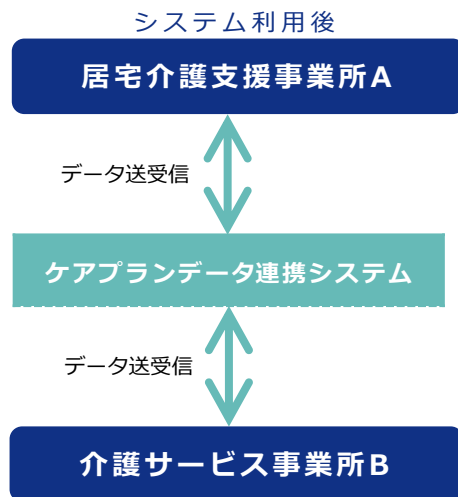 システム利用後
居宅介護支援事業所A
データ送受信
ケアプランデータ連携システム
データ送受信
介護サービス事業所B